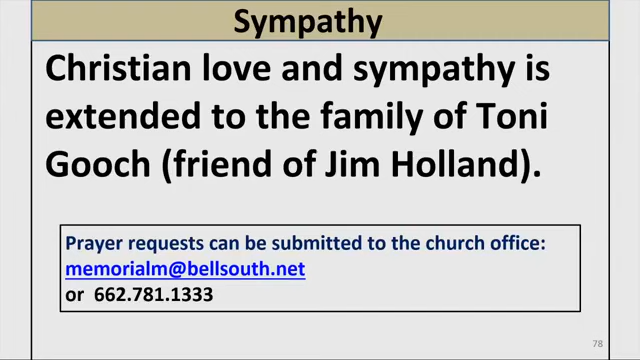 Sympathy
Christian love and sympathy is
extended to the family of Toni
Gooch (friend of Jim Holland).
Prayer requests can be submitted to the church office:
memorialm@bellsouth.net
or 662.781.1333
78